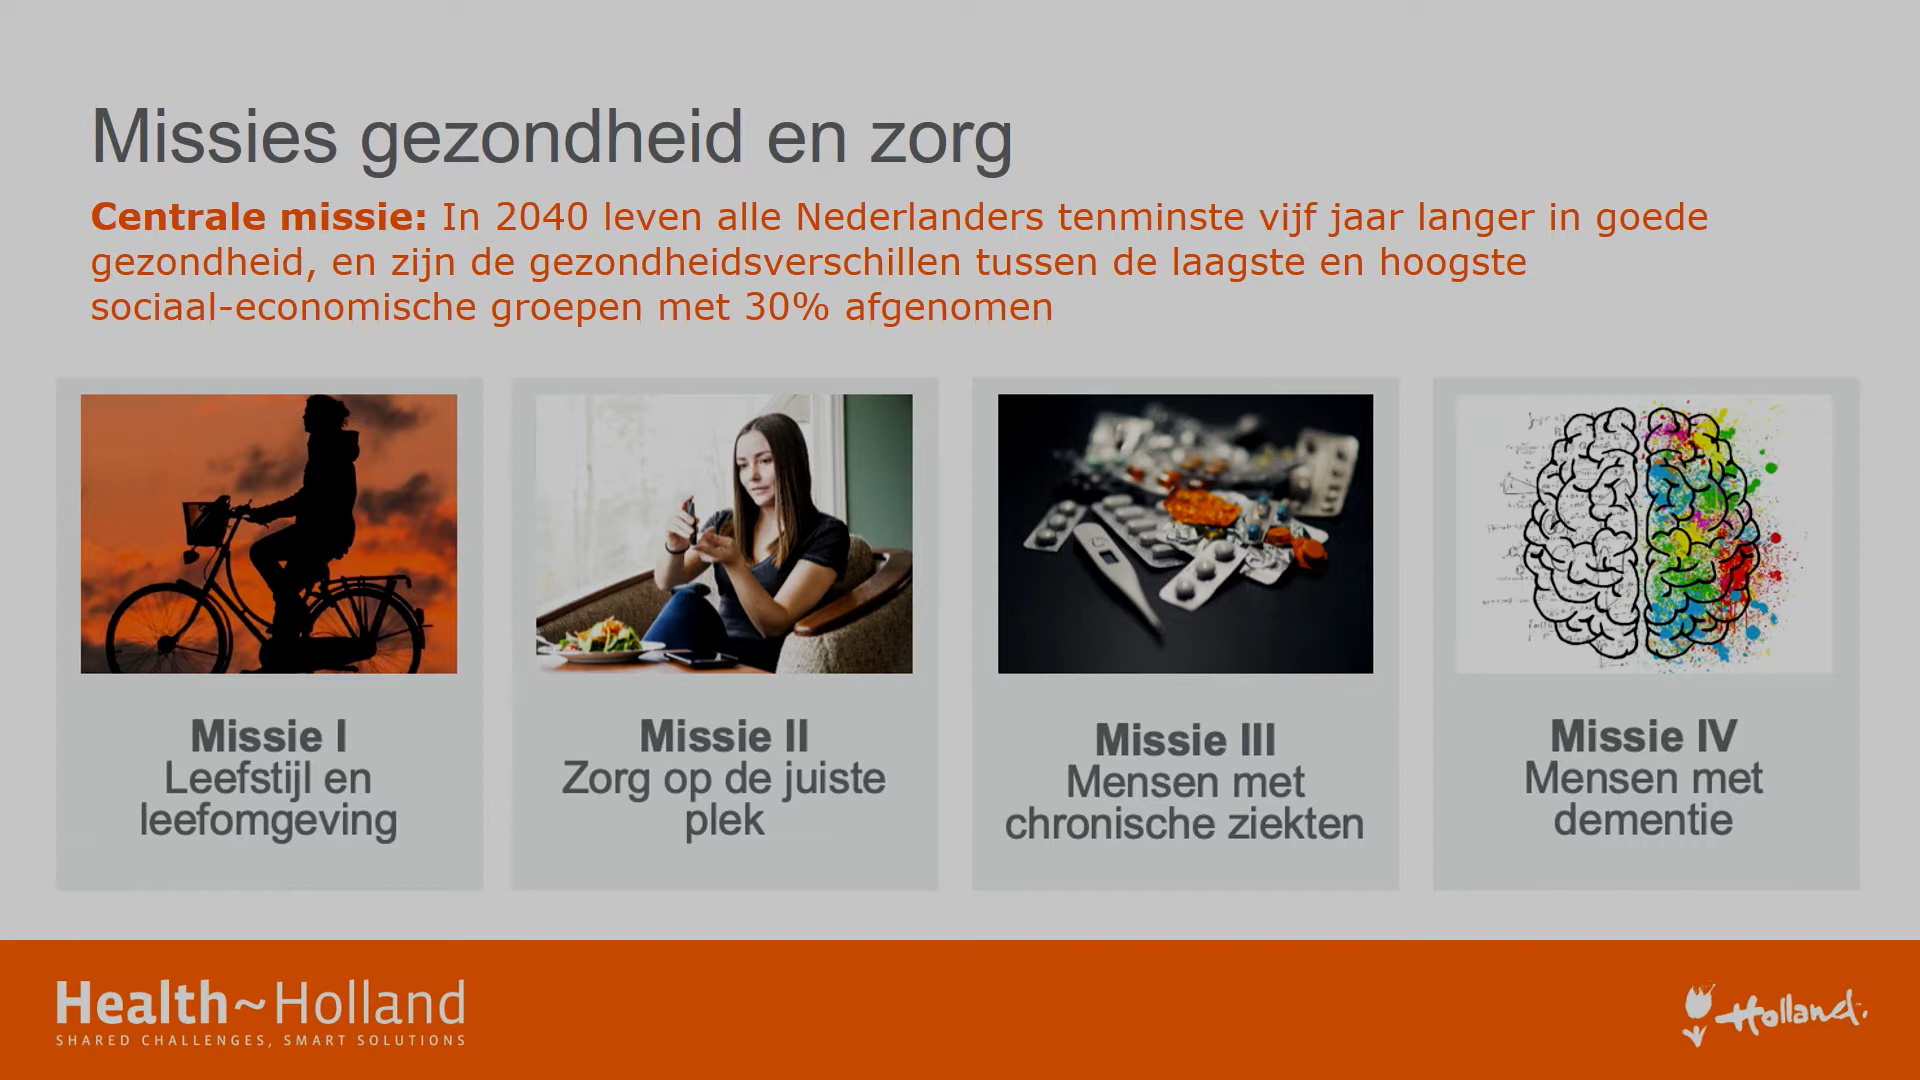 Missies gezondheid en zorg
Centrale missie: In 2040 leven alle Nederlanders tenminste vijf jaar langer in goede
gezondheid, en zijn de gezondheidsverschillen tussen de laagste en hoogste
sociaal-economische groepen met 30% afgenomen
Missie I
Leefstijl en
leefomgeving
Missie II
Zorg op de juiste
plek
Missie III
Mensen met
chronische ziekten
Missie IV
Mensen met
dementie
Health~Holland
SHARED CHALLENGES, SMART SOLUTIONS
Holland.